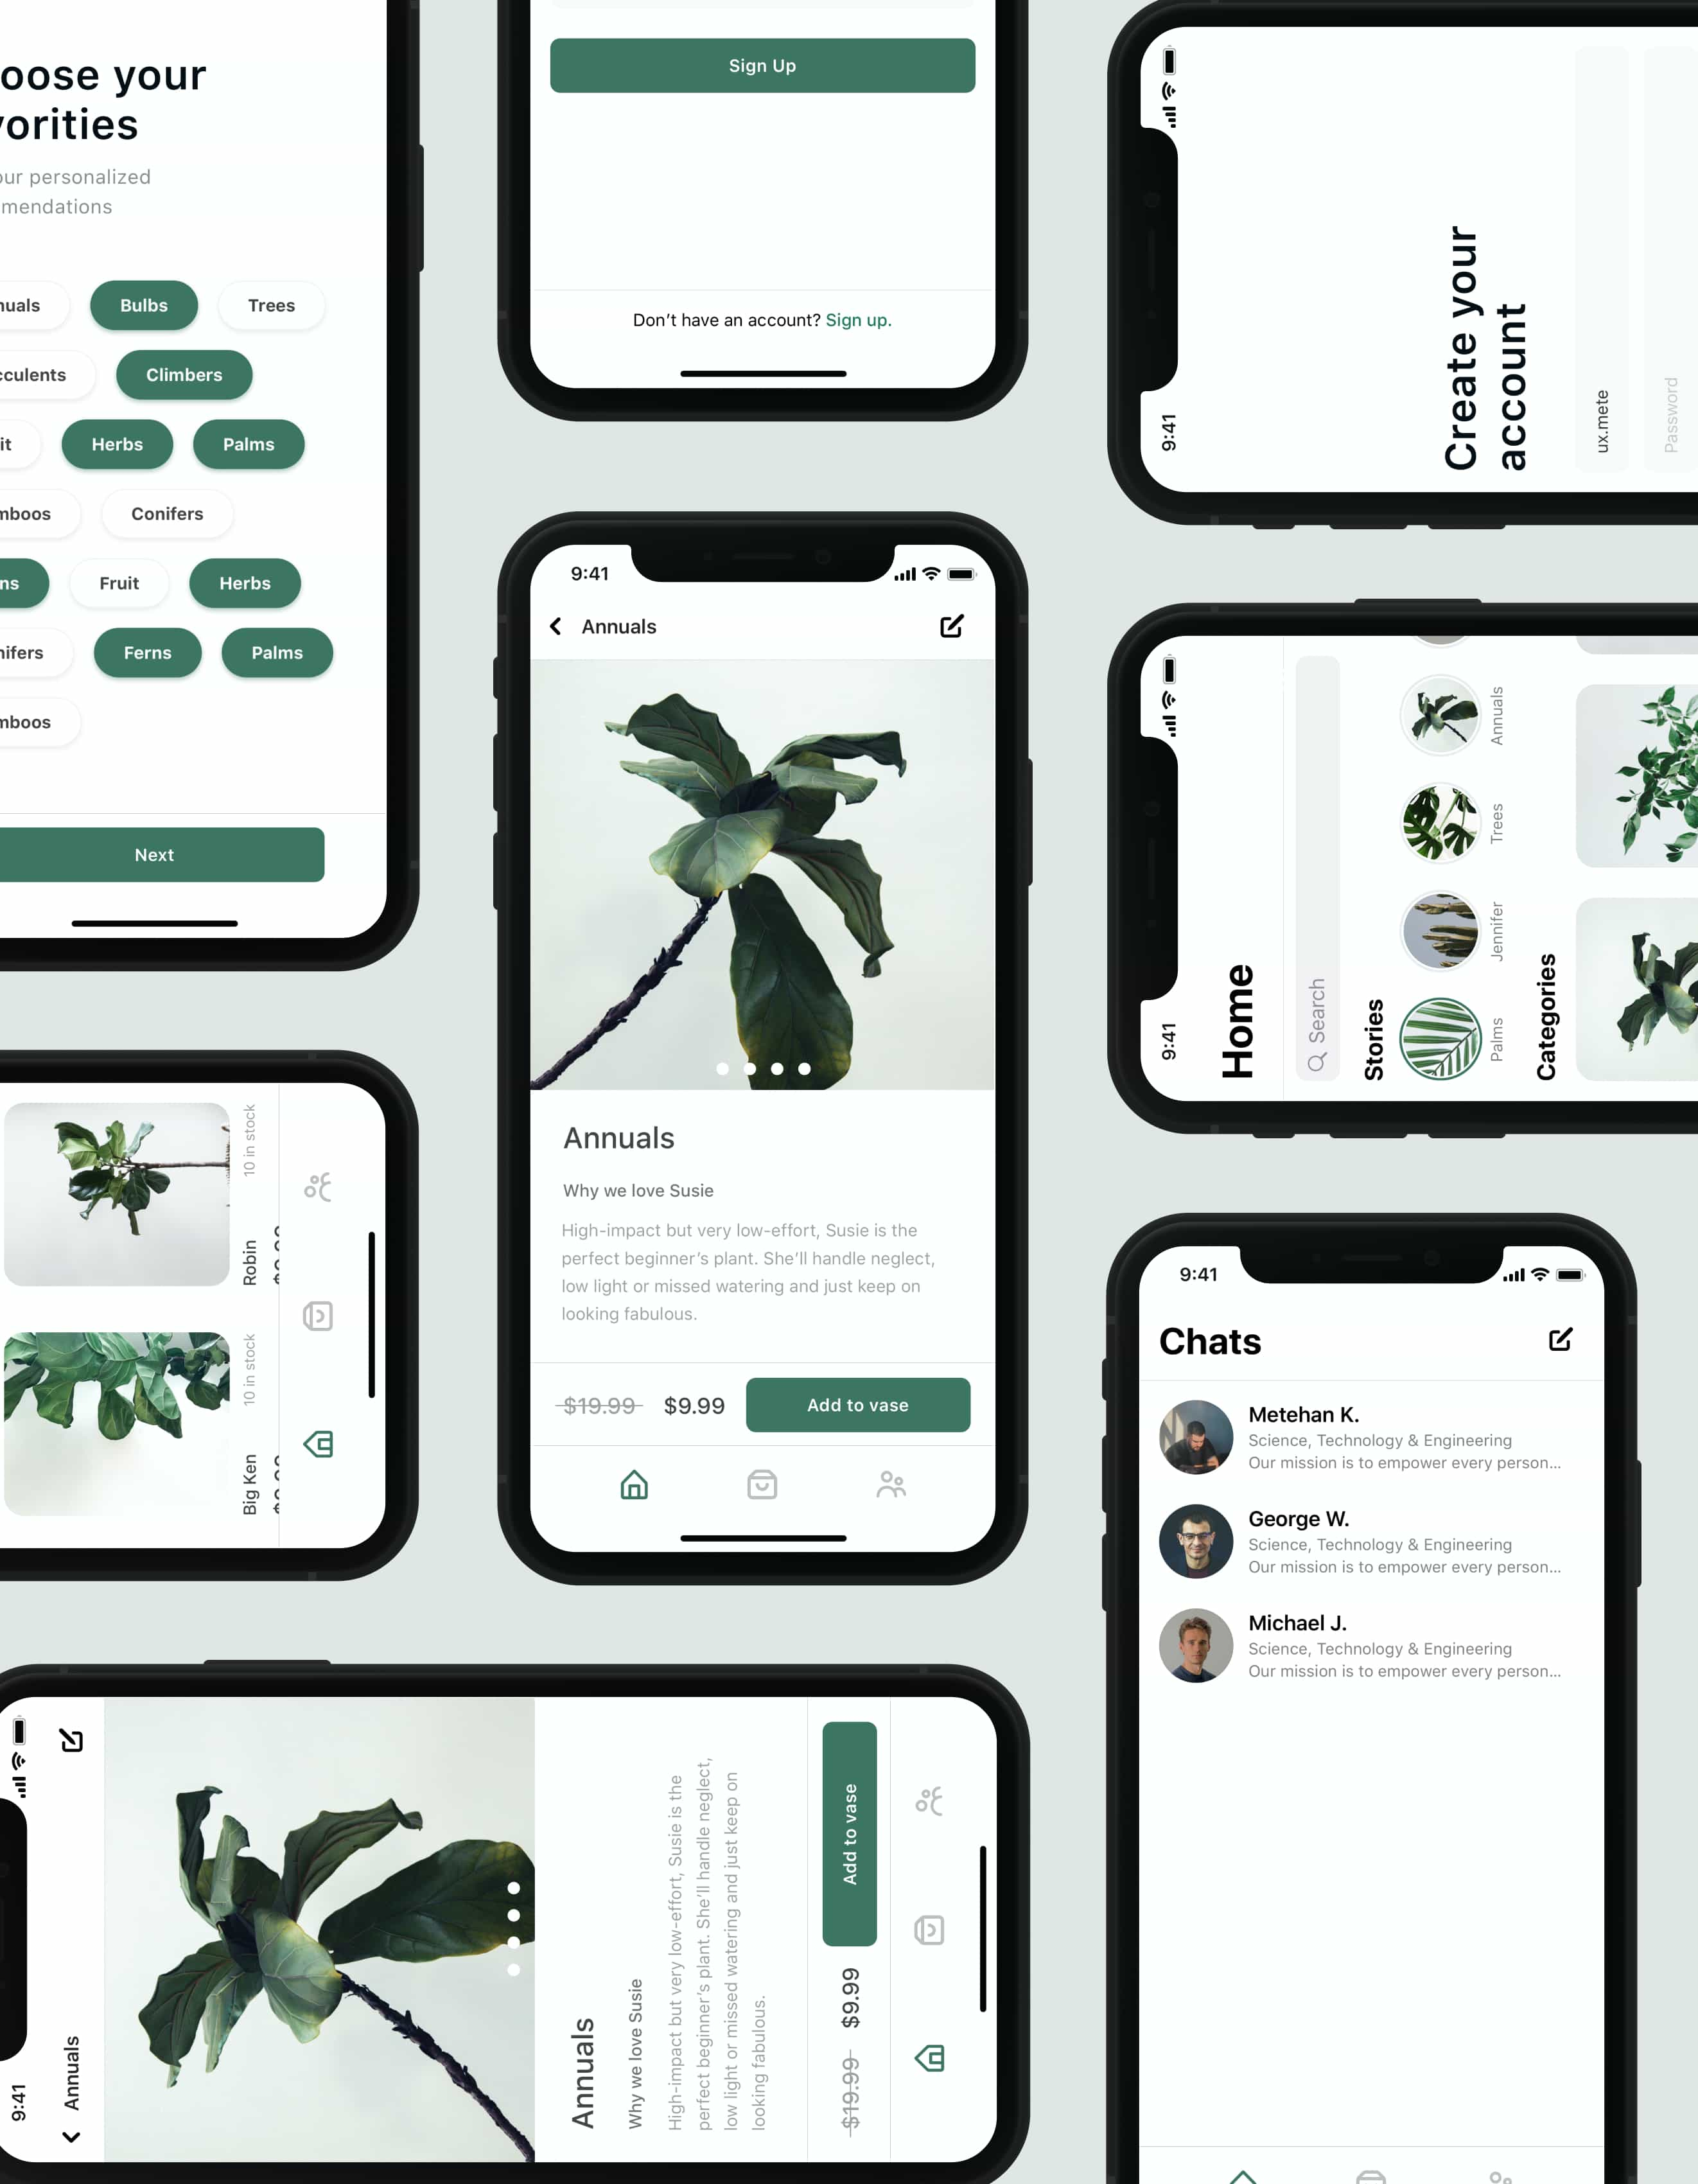 oose your
vorities
our personalized
mendations
nuals
Bulbs
Trees
cculents
Climbers
it
Herbs
Palms
mboos
Conifers
ns
Fruit
Herbs
nifers
Ferns
Palms
mboos
Next
Sign Up
Don't have an account? Sign up.
9:41
Create your
account
ux.mete
Password
9:41
Annuals
Annuals
Why we love Susie
High-impact but very low-effort, Susie is the
perfect beginner's plant. She'll handle neglect,
low light or missed watering and just keep on
looking fabulous.
$19.99 $9.99 Add to vase
9:41
Home
Search
Stories
Palms
Jennifer
Trees
Annuals
Categories
Big Ken
10 in stock
Robin
10 in stock
9:41
Chats
Metehan K.
Science, Technology & Engineering
Our mission is to empower every person...
George W.
Science, Technology & Engineering
Our mission is to empower every person...
Michael J.
Science, Technology & Engineering
Our mission is to empower every person...
9:41
Annuals
Annuals
Why we love Susie
High-impact but very low-effort, Susie is the
perfect beginner's plant. She'll handle neglect,
low light or missed watering and just keep on
looking fabulous.
$19.99 $9.99 Add to vase